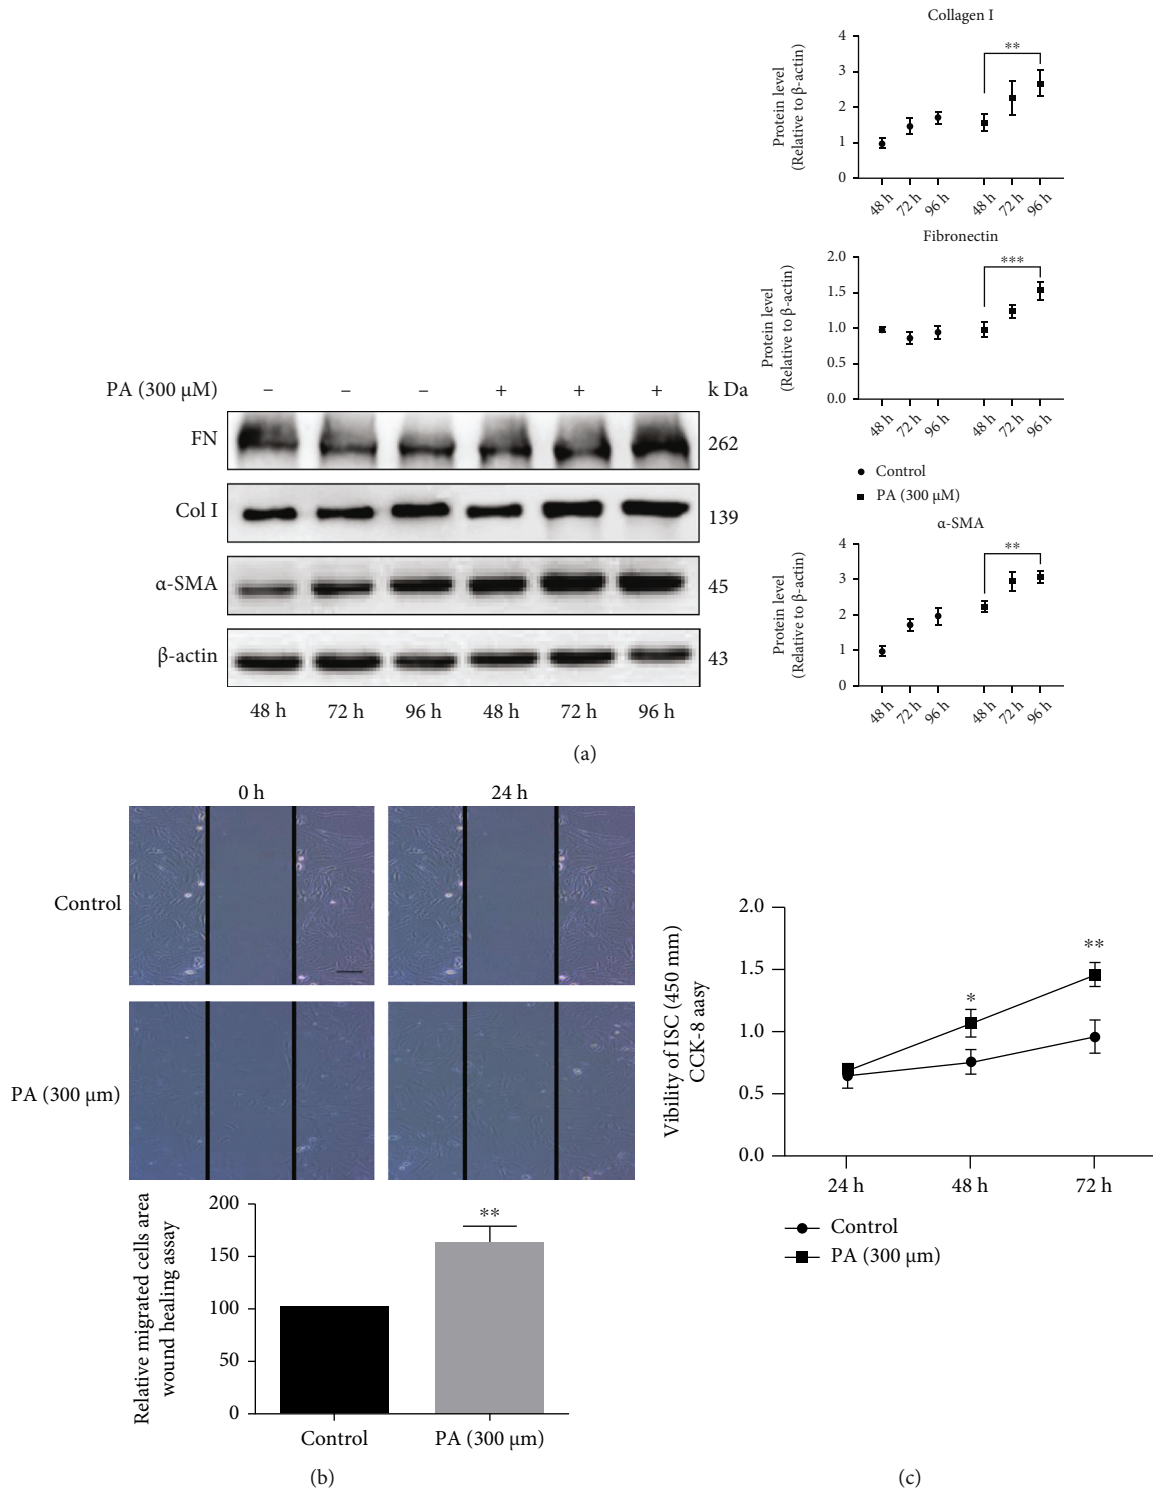 Collagen I
4
3
2
1
0
Protein level
(Relative to β-actin)
**
48 h
72 h
96 h
48 h
72 h
96 h
Fibronectin
2.0
1.5
1.0
0.5
0.0
Protein level
(Relative to β-actin)
***
48 h
72 h
96 h
48 h
72 h
96 h
Control
PA (300 μM)
α-SMA
4
3
2
1
0
Protein level
(Relative to β-actin)
**
48 h
72 h
96 h
48 h
72 h
96 h
PA (300 μM) – – – + + + k Da
FN 262
Col I 139
α-SMA 45
β-actin 43
48 h 72 h 96 h 48 h 72 h 96 h
(a)
0 h 24 h
Control
PA (300 μm)
200
150
100
50
0
Relative migrated cells area
wound healing assay
**
Control PA (300 μm)
(b)
2.0
1.5
1.0
0.5
0.0
Vibility of ISC (450 mm)
CCK-8 aasy
*
**
24 h 48 h 72 h
Control
PA (300 μm)
(c)